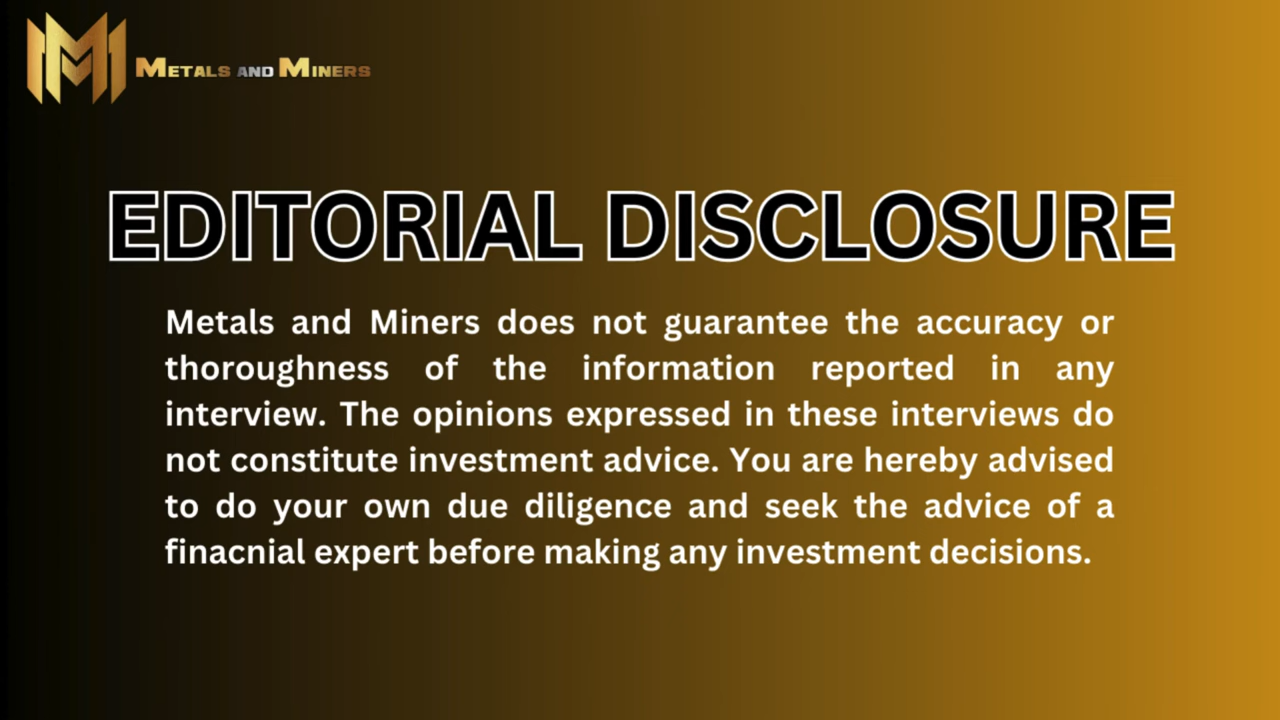 METALS AND MINERS
EDITORIAL DISCLOSURE
Metals and Miners does not guarantee the accuracy or
thoroughness of the information reported in any
interview. The opinions expressed in these interviews do
not constitute investment advice. You are hereby advised
to do your own due diligence and seek the advice of a
finacnial expert before making any investment decisions.